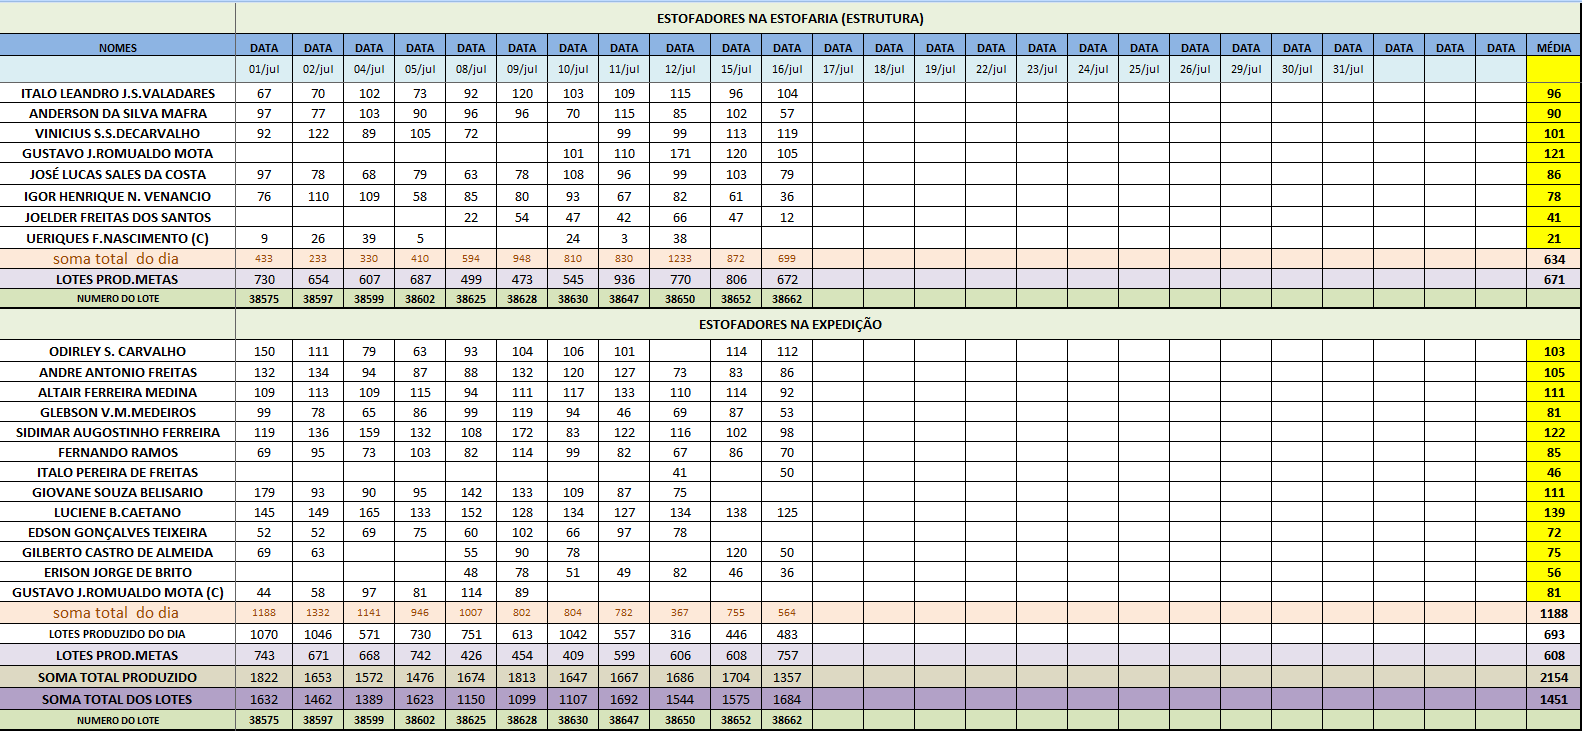 ESTOFADORES NA ESTOFARIA (ESTRUTURA)
NOMES DATA DATA DATA DATA DATA DATA DATA DATA DATA DATA DATA DATA DATA DATA DATA DATA DATA DATA DATA DATA DATA DATA DATA DATA DATA MÉDIA
01/jul 02/jul 04/jul 05/jul 08/jul 09/jul 10/jul 11/jul 12/jul 15/jul 16/jul 17/jul 18/jul 19/jul 22/jul 23/jul 24/jul 25/jul 26/jul 29/jul 30/jul 31/jul
ITALO LEANDRO J.S.VALADARES 67 70 102 73 92 120 103 109 115 96 104 96
ANDERSON DA SILVA MAFRA 97 77 103 90 96 96 70 115 85 102 57 90
VINICIUS S.S.DECARVALHO 92 122 89 105 72 99 99 113 119 101
GUSTAVO J.ROMUALDO MOTA 101 110 171 120 105 121
JOSÉ LUCAS SALES DA COSTA 97 78 68 79 63 78 108 96 99 103 79 86
IGOR HENRIQUE N. VENANCIO 76 110 109 58 85 80 93 67 82 61 36 78
JOELDER FREITAS DOS SANTOS 22 54 47 42 66 47 12 41
UERIQUES F.NASCIMENTO (C) 9 26 39 5 24 3 38 21
soma total do dia 433 233 330 410 594 948 810 830 1233 872 699 634
LOTES PROD.METAS 730 654 607 687 499 473 545 936 770 806 672 671
NUMERO DO LOTE 38575 38597 38599 38602 38625 38628 38630 38647 38650 38652 38662
ESTOFADORES NA EXPEDIÇÃO
ODIRLEY S. CARVALHO 150 111 79 63 93 104 106 101 114 112 103
ANDRE ANTONIO FREITAS 132 134 94 87 88 132 120 127 73 83 86 105
ALTAIR FERREIRA MEDINA 109 113 109 115 94 111 117 133 110 114 92 111
GLEBSON V.M.MEDEIROS 99 78 65 86 99 119 94 46 69 87 53 81
SIDIMAR AUGOSTINHO FERREIRA 119 136 159 132 108 172 83 122 116 102 98 122
FERNANDO RAMOS 69 95 73 103 82 114 99 82 67 86 70 85
ITALO PEREIRA DE FREITAS 41 50 46
GIOVANE SOUZA BELISARIO 179 93 90 95 142 133 109 87 75 111
LUCIENE B.CAETANO 145 149 165 133 152 128 134 127 134 138 125 139
EDSON GONÇALVES TEIXEIRA 52 52 69 75 60 102 66 97 78 72
GILBERTO CASTRO DE ALMEIDA 69 63 55 90 78 120 50 75
ERISON JORGE DE BRITO 48 78 51 49 82 46 36 56
GUSTAVO J.ROMUALDO MOTA (C) 44 58 97 81 114 89 81
soma total do dia 1188 1332 1141 946 1007 802 804 782 367 755 564 1188
LOTES PRODUZIDO DO DIA 1070 1046 571 730 751 613 1042 557 316 446 483 693
LOTES PROD.METAS 743 671 668 742 426 454 409 599 606 608 757 608
SOMA TOTAL PRODUZIDO 1822 1653 1572 1476 1674 1813 1647 1667 1686 1704 1357 2154
SOMA TOTAL DOS LOTES 1632 1462 1389 1623 1150 1099 1107 1692 1544 1575 1684 1451
NUMERO DO LOTE 38575 38597 38599 38602 38625 38628 38630 38647 38650 38652 38662